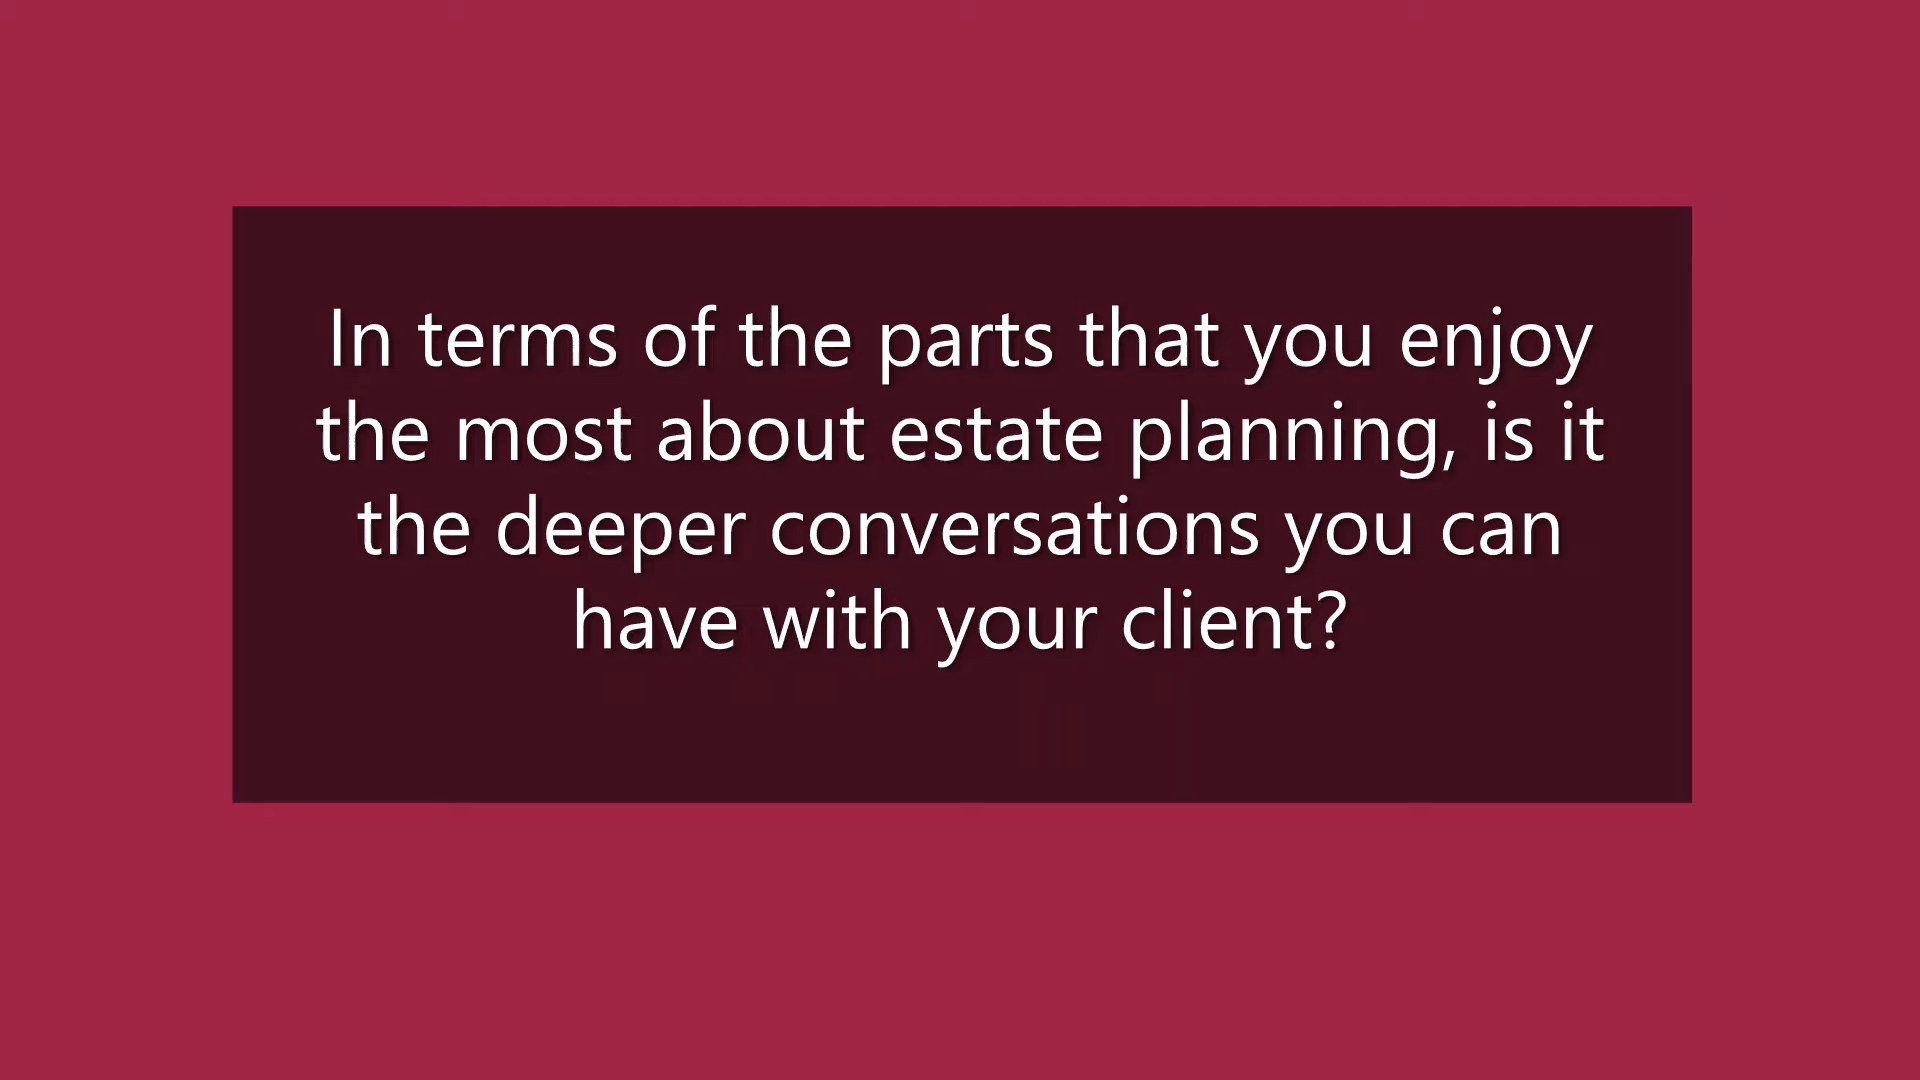 In terms of the parts that you enjoy
the most about estate planning, is it
the deeper conversations you can
have with your client?